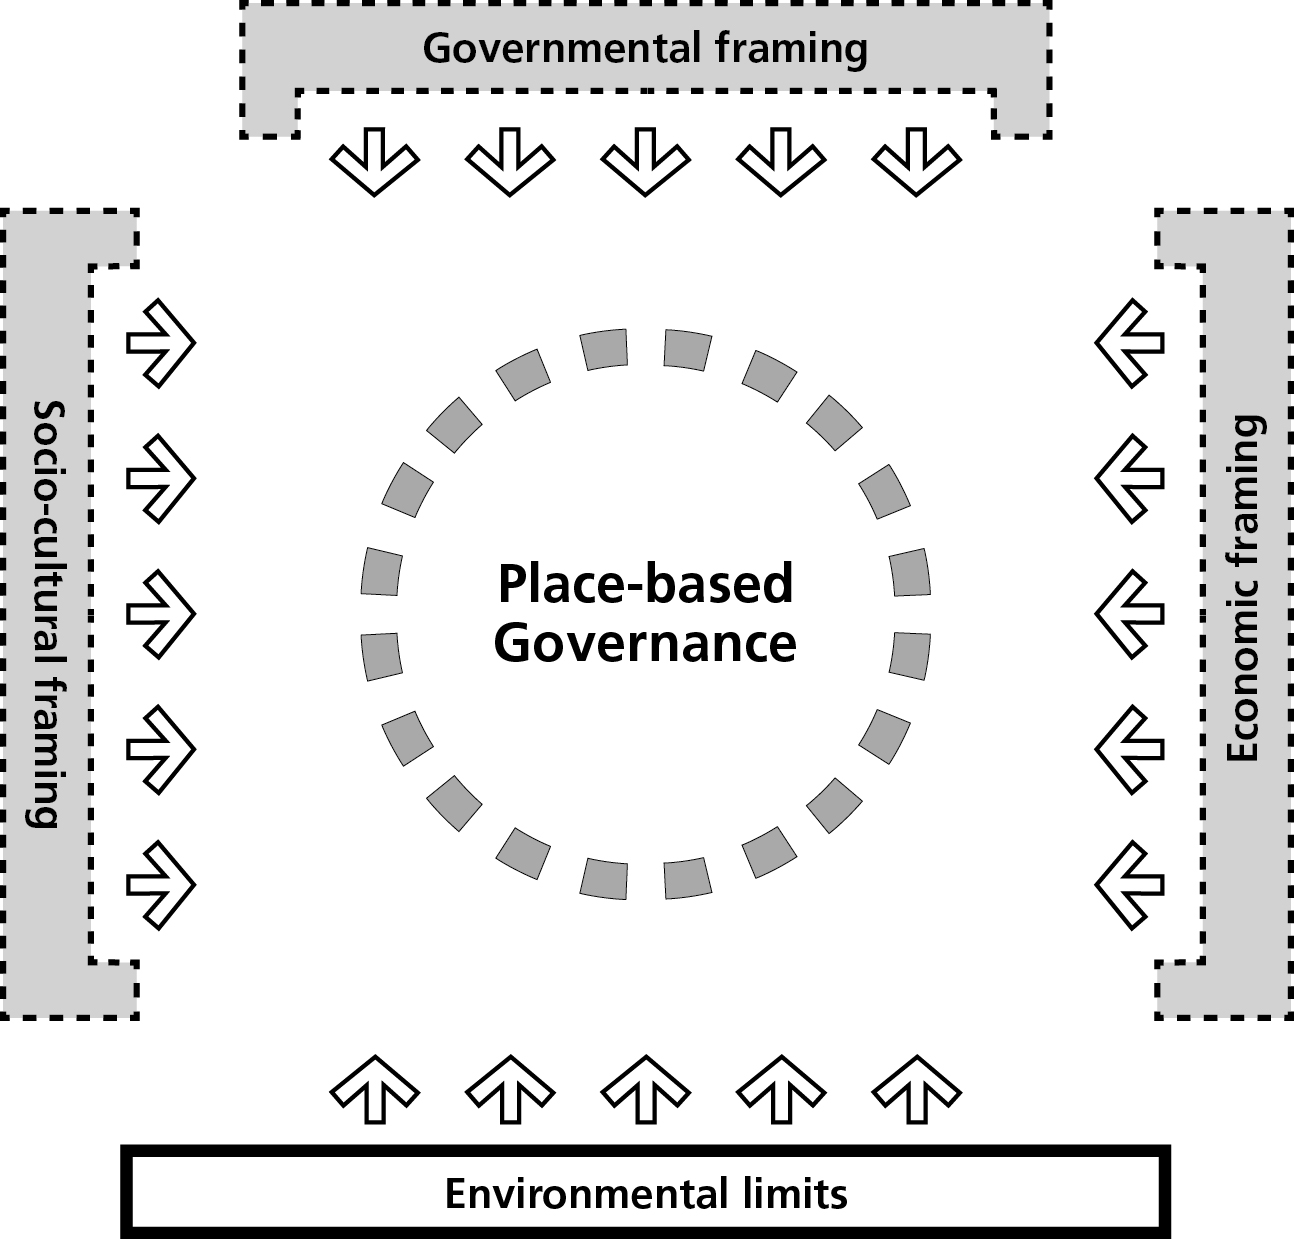 Governmental framing
Socio-cultural framing
Place-based
Governance
Economic framing
Environmental limits